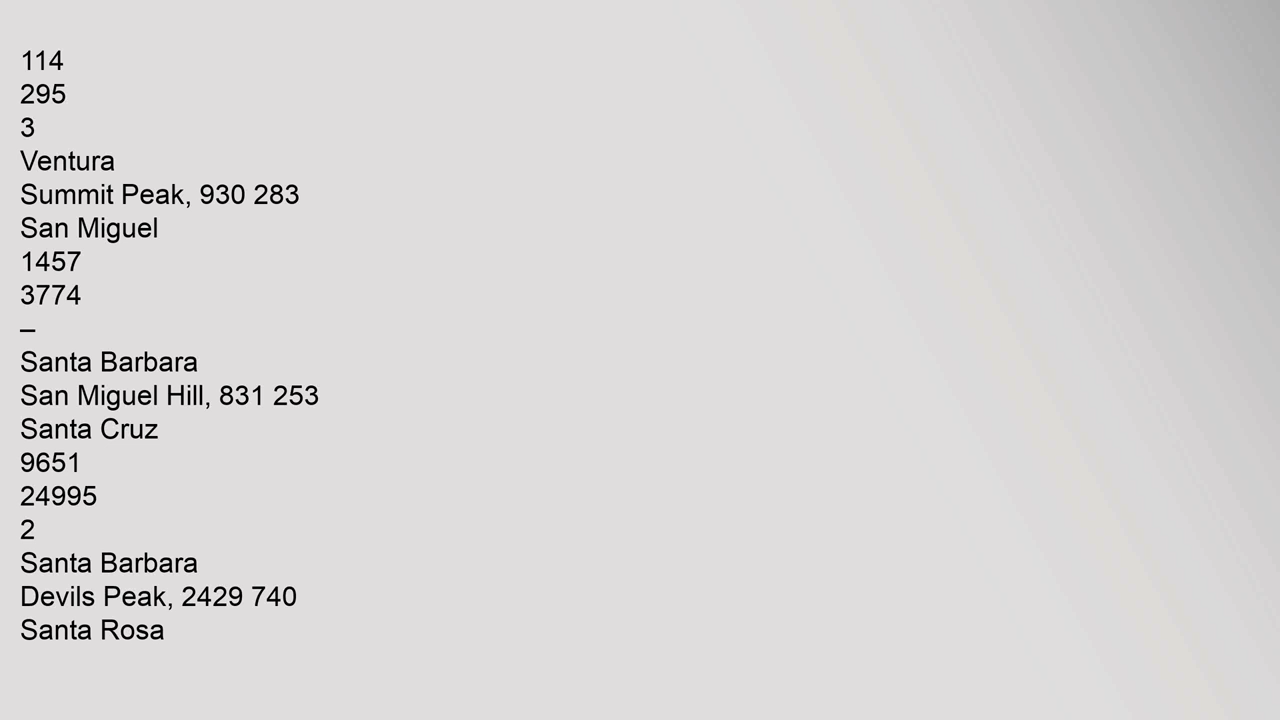 114
295
3
Ventura
Summit Peak, 930 283
San Miguel
1457
3774
–
Santa Barbara
San Miguel Hill, 831 253
Santa Cruz
9651
24995
2
Santa Barbara
Devils Peak, 2429 740
Santa Rosa